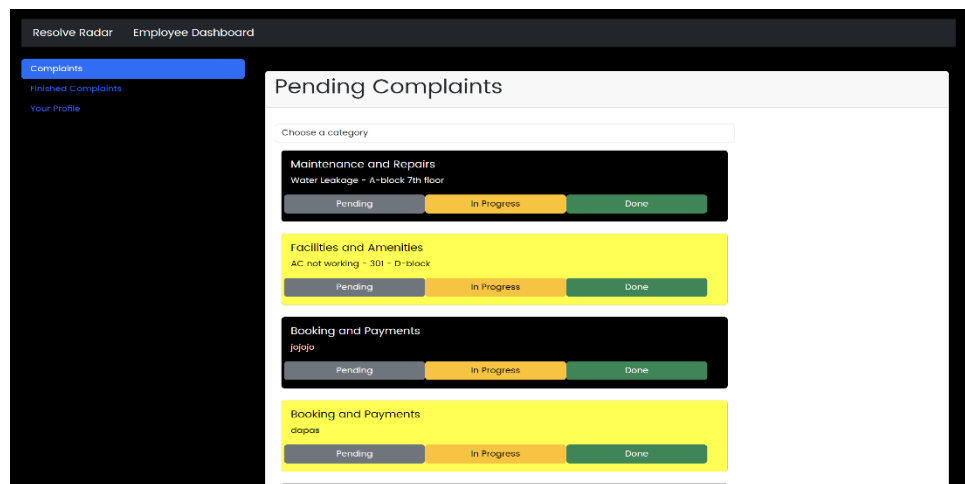 Resolve Radar Employee Dashboard
Complaints
Finished Complaints
Your Profile
Pending Complaints
Choose a category
Maintenance and Repairs
Water Leakage - A-block 7th floor
Pending In Progress Done
Facilities and Amenities
AC not working - 301 - D-block
Pending In Progress Done
Booking and Payments
jojojo
Pending In Progress Done
Booking and Payments
dapas
Pending In Progress Done